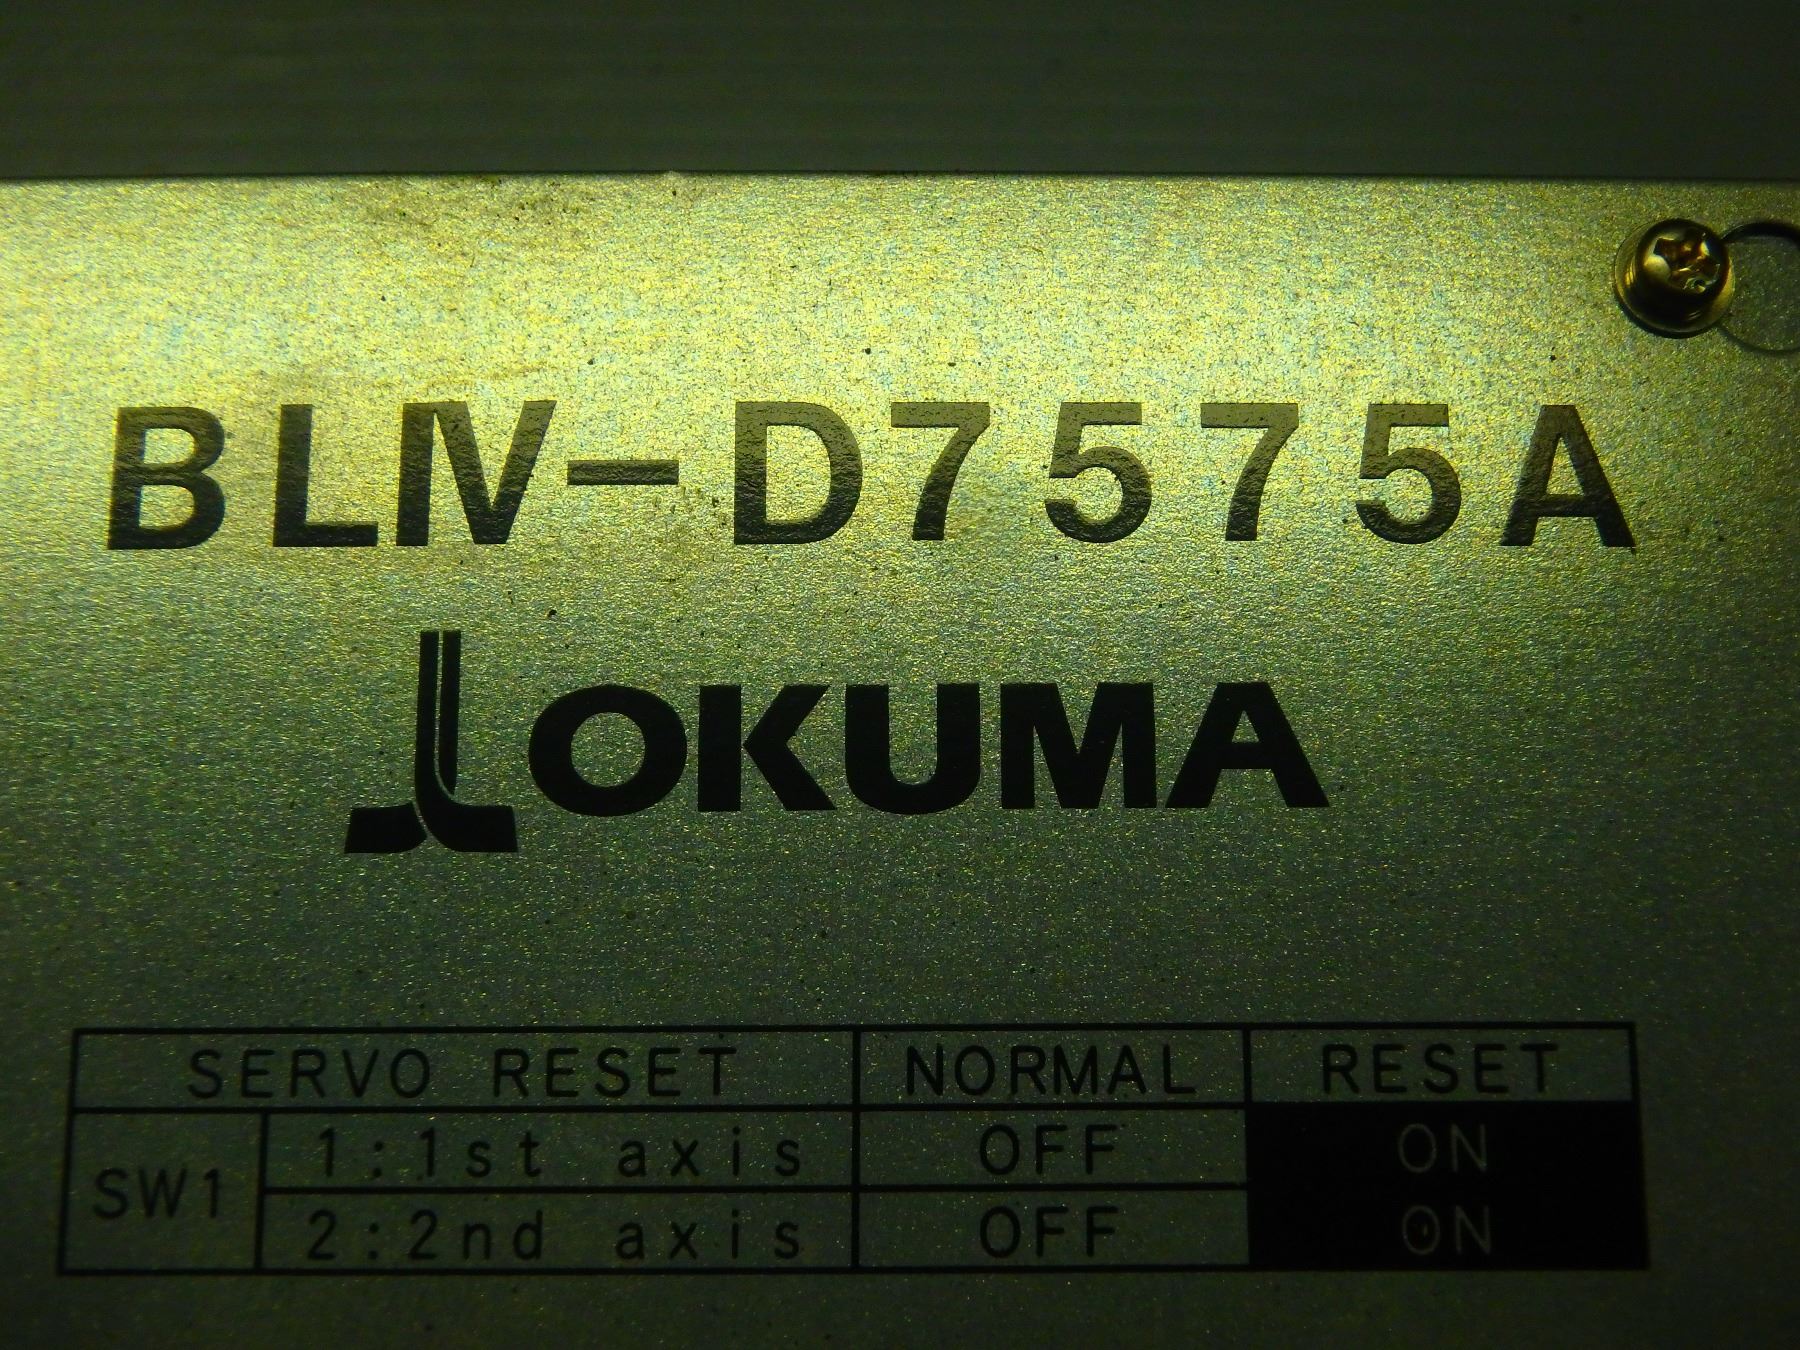 BLIV-D7575A
OKUMA
SERVO RESET NORMAL RESET
SW1 1:1st axis OFF ON
2:2nd axis OFF ON